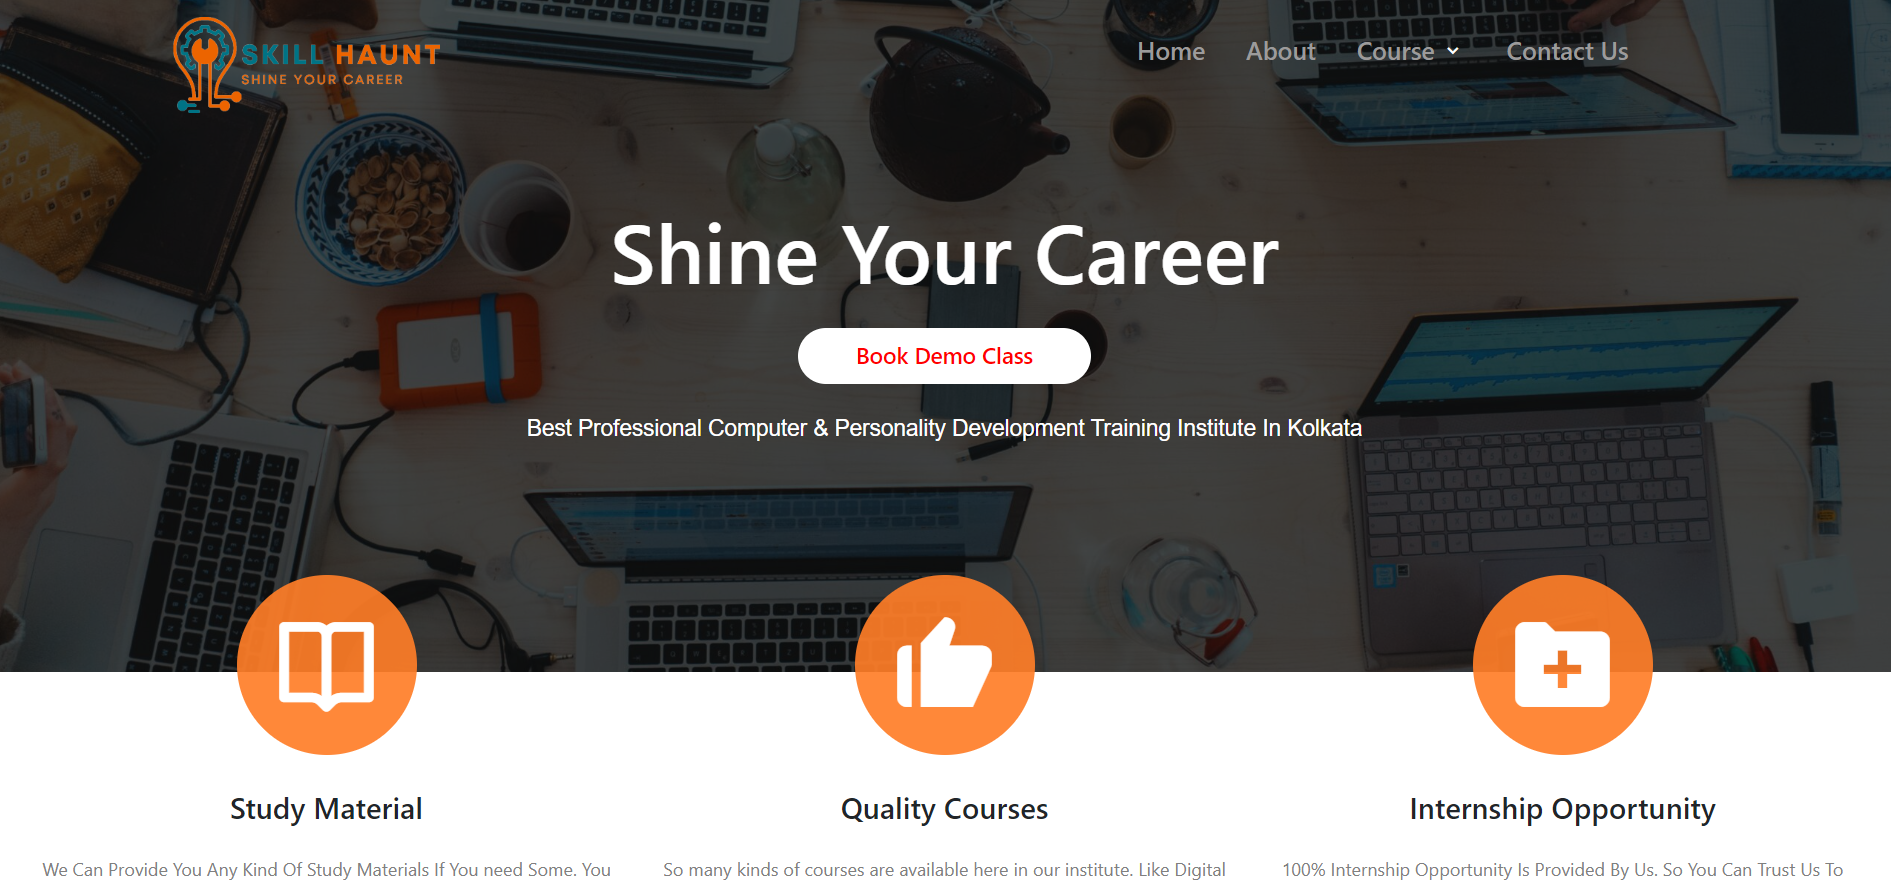 SKILL HAUNT
SHINE YOUR CAREER
Home About Course Contact Us
Shine Your Career
Book Demo Class
Best Professional Computer & Personality Development Training Institute In Kolkata
Study Material
Quality Courses
Internship Opportunity
We Can Provide You Any Kind Of Study Materials If You need Some. You
So many kinds of courses are available here in our institute. Like Digital
100% Internship Opportunity Is Provided By Us. So You Can Trust Us To